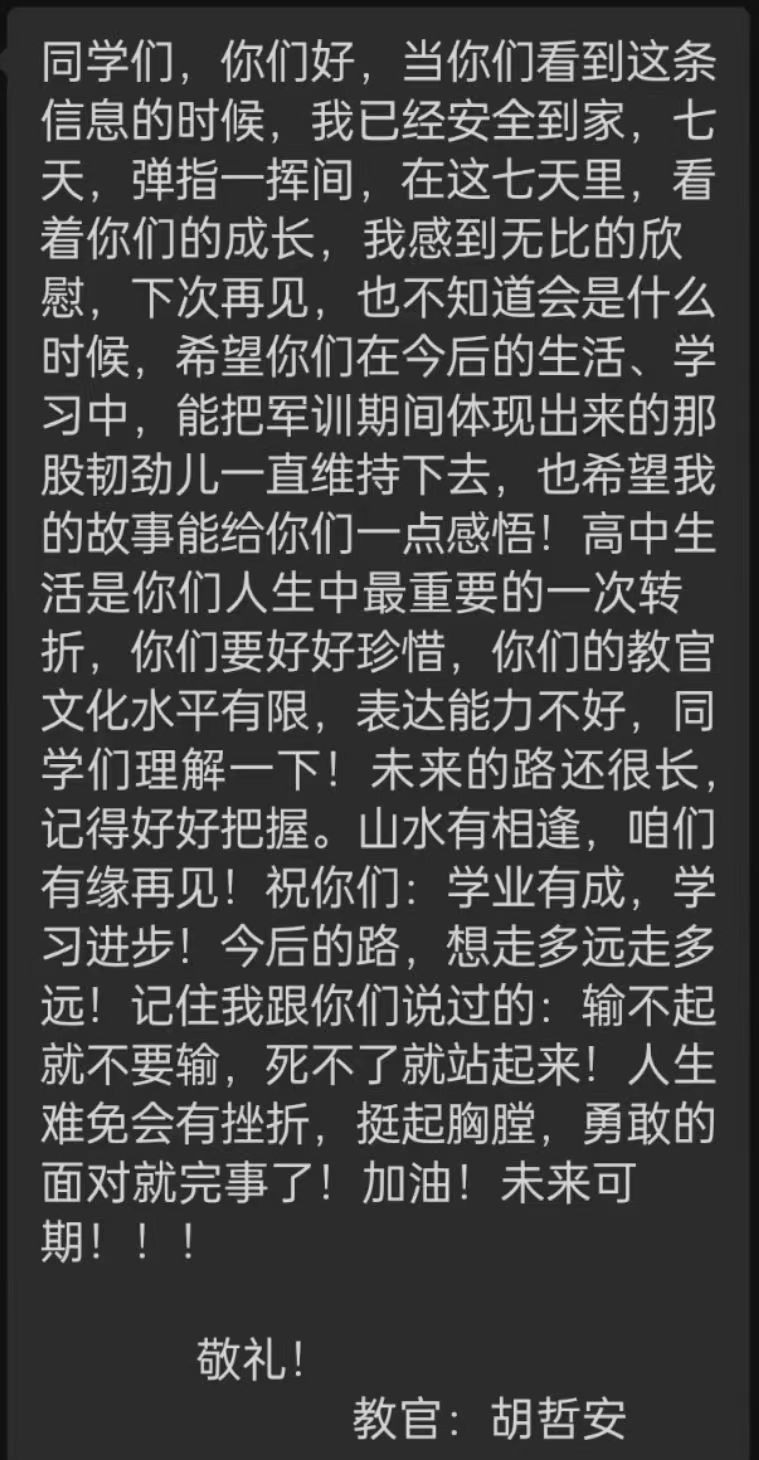 同学们，你们好，当你们看到这条
信息的时候，我已经安全到家，七
天，弹指一挥间，在这七天里，看
着你们的成长，我感到无比的欣
慰，下次再见，也不知道会是什么
时候，希望你们在今后的生活、学
习中，能把军训期间体现出来的那
股韧劲儿一直维持下去，也希望我
的故事能给你们一点感悟！高中生
活是你们人生中最重要的一次转
折，你们要好好珍惜，你们的教官
文化水平有限，表达能力不好，同
学们理解一下！未来的路还很长，
记得好好把握。山水有相逢，咱们
有缘再见！祝你们：学业有成，学
习进步！今后的路，想走多远走多
远！记住我跟你们说过的：输不起
就不要输，死不了就站起来！人生
难免会有挫折，挺起胸膛，勇敢的
面对就完事了！加油！未来可
期！！！
敬礼！
教官：胡哲安